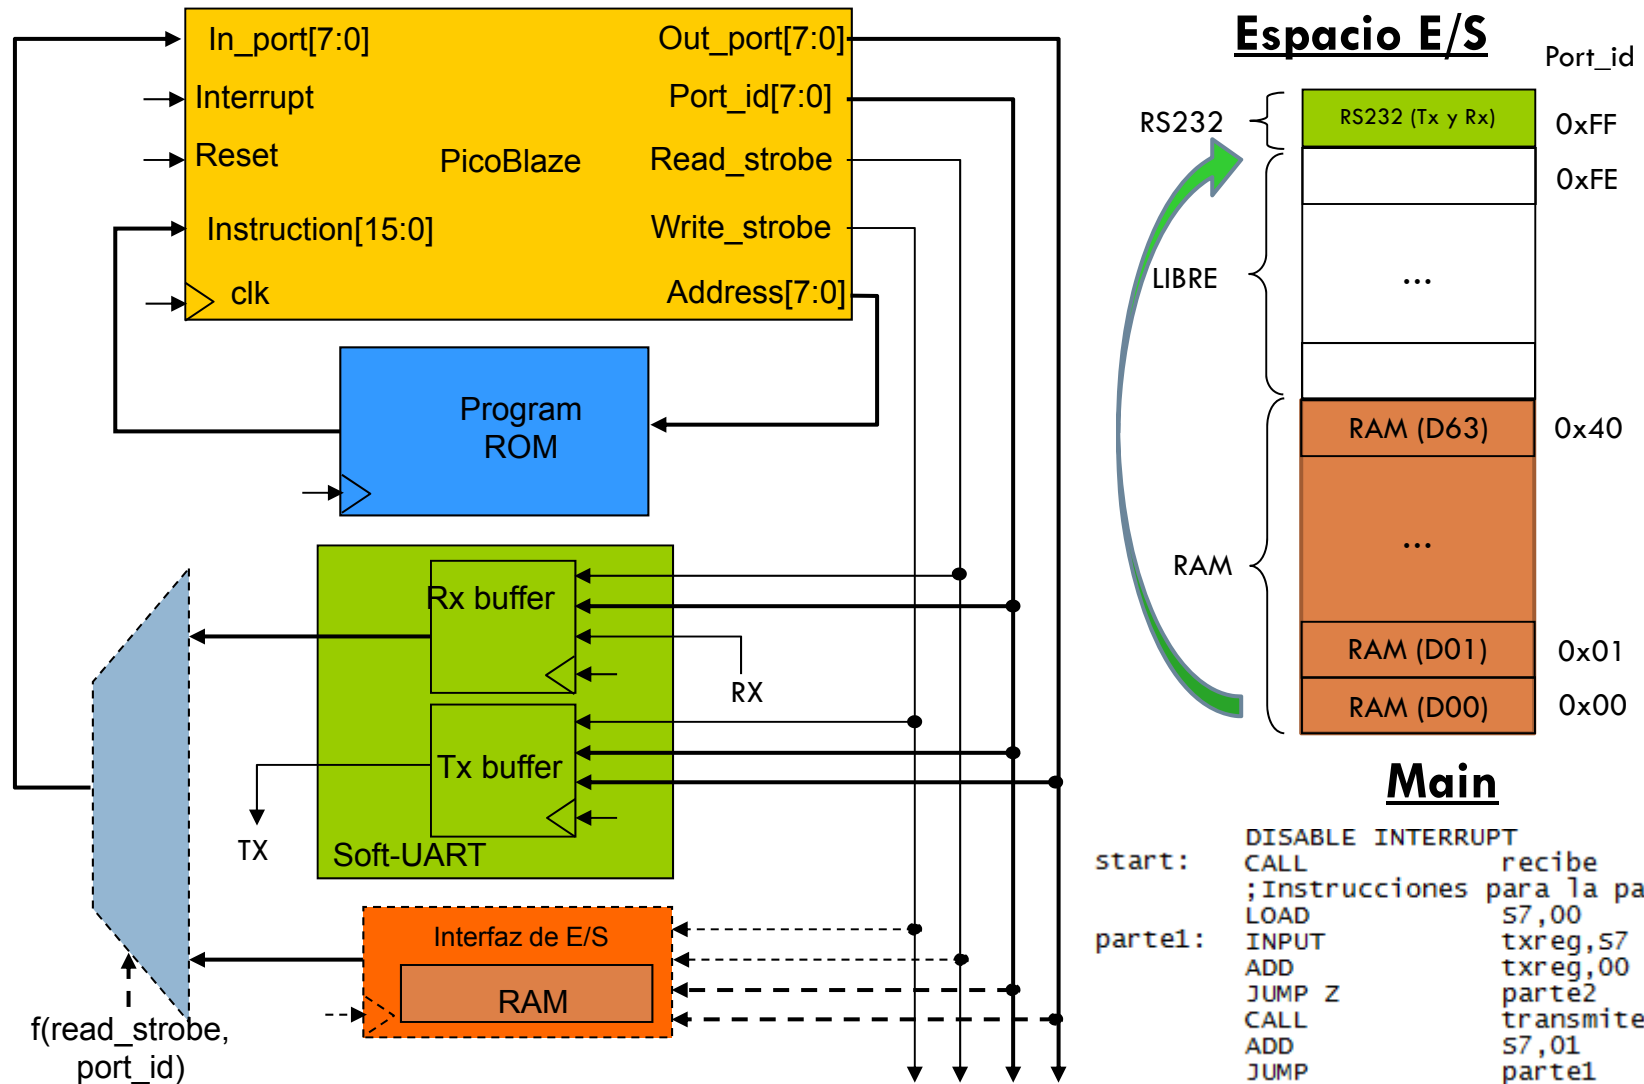 In_port[7:0]
Out_port[7:0]
Interrupt
Port_id[7:0]
Reset
PicoBlaze
Read_strobe
Instruction[15:0]
Write_strobe
clk
Address[7:0]
Program
ROM
Rx buffer
RX
Tx buffer
TX
Soft-UART
Interfaz de E/S
RAM
f(read_strobe,
port_id)
Espacio E/S
Port_id
RS232
RS232 (Tx y Rx)
0xFF
0xFE
LIBRE
...
RAM (D63)
0x40
RAM
...
RAM (D01)
0x01
RAM (D00)
0x00
Main
DISABLE INTERRUPT
start: CALL recibe
;Instrucciones para la pa
LOAD s7,00
parte1: INPUT txreg,s7
ADD txreg,00
JUMP Z parte2
CALL transmite
ADD s7,01
JUMP parte1